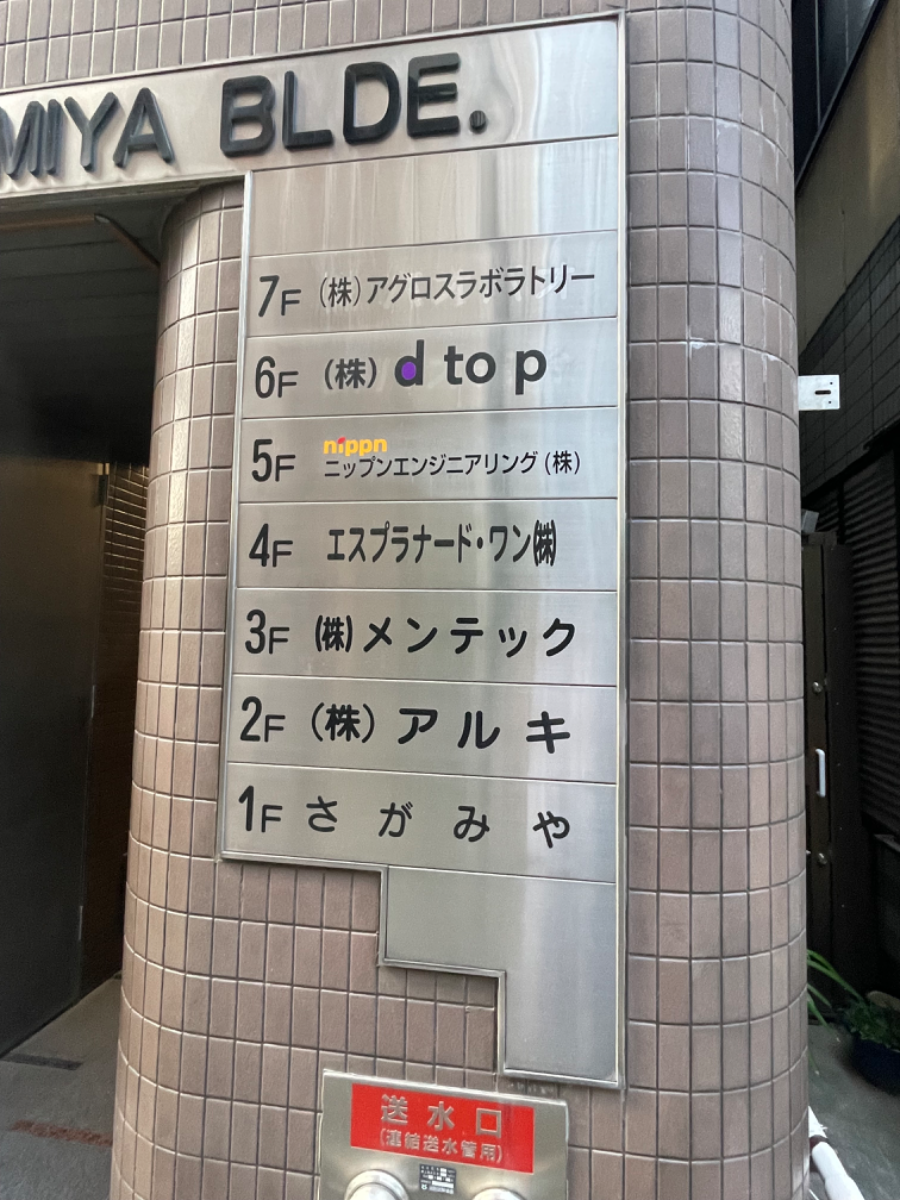 MIYA BLDE.
7F (株)アグロスラボラトリー
6F (株) d top
5F nippn
ニップンエンジニアリング(株)
4F エスプラナード・ワン㈱
3F (株)メンテック
2F (株) アルキ
1F さがみや
送水口
(連結送水管用)